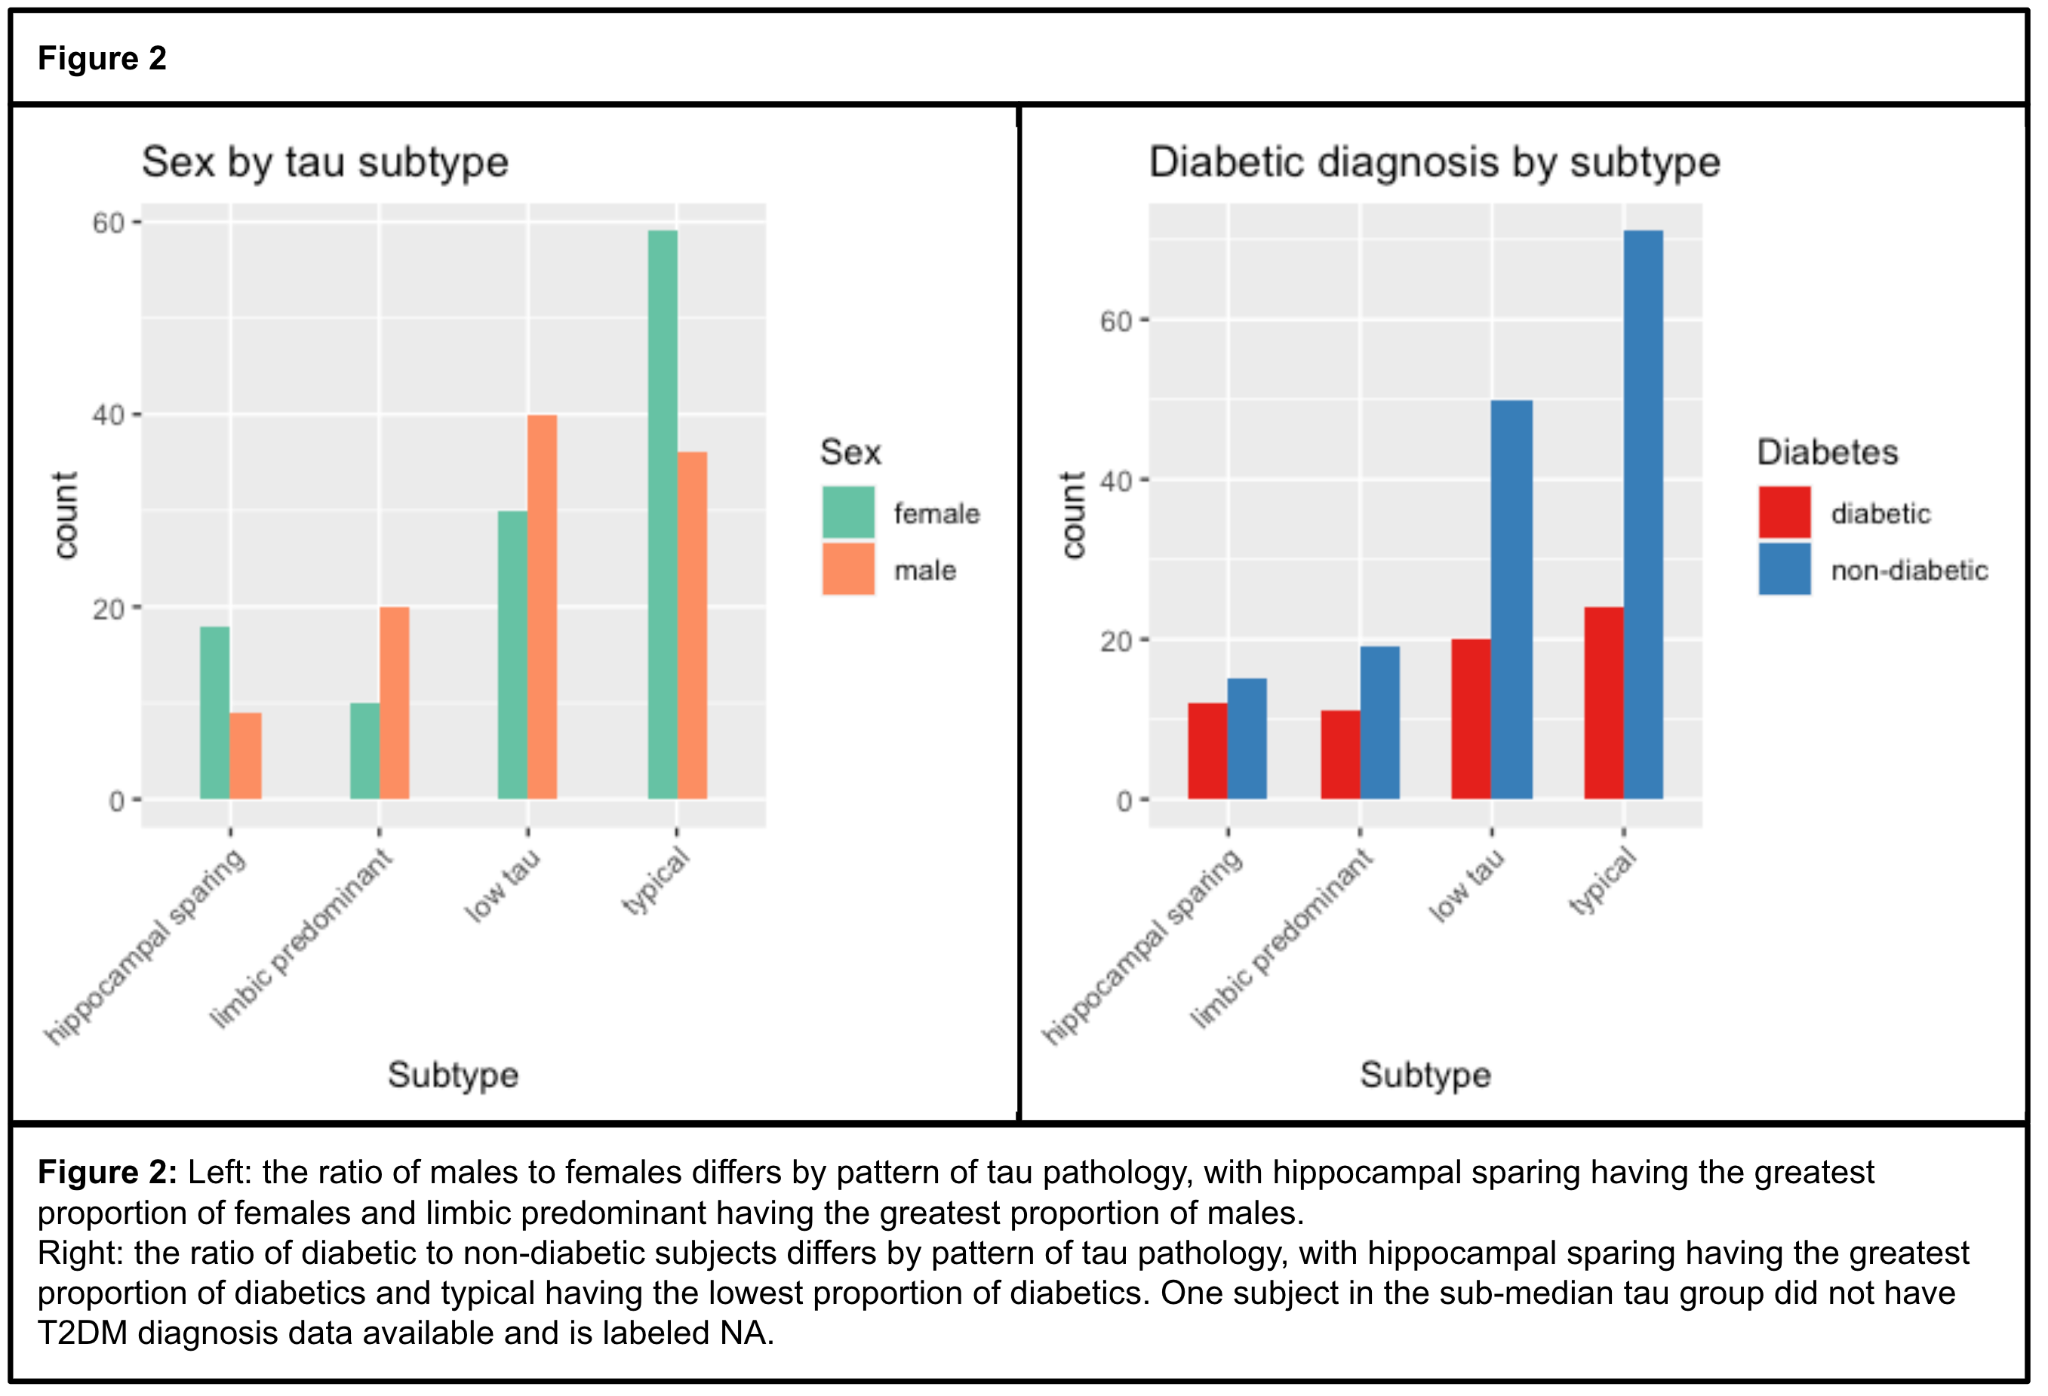 Figure 2
Sex by tau subtype
60
40
20
0
count
hippocampal sparing
limbic predominant
low tau
typical
Subtype
Sex
female
male
Diabetic diagnosis by subtype
60
40
20
0
count
hippocampal sparing
limbic predominant
low tau
typical
Subtype
Diabetes
diabetic
non-diabetic
Figure 2: Left: the ratio of males to females differs by pattern of tau pathology, with hippocampal sparing having the greatest
proportion of females and limbic predominant having the greatest proportion of males.
Right: the ratio of diabetic to non-diabetic subjects differs by pattern of tau pathology, with hippocampal sparing having the greatest
proportion of diabetics and typical having the lowest proportion of diabetics. One subject in the sub-median tau group did not have
T2DM diagnosis data available and is labeled NA.